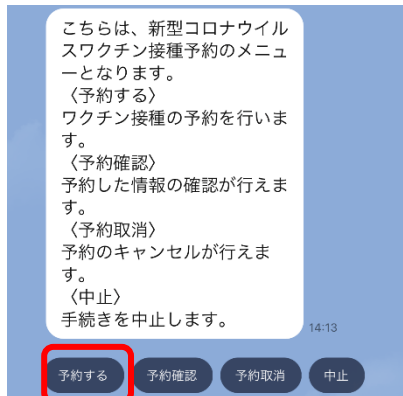 こちらは、新型コロナウイル
スワクチン接種予約のメニュ
ーとなります。
〈予約する〉
ワクチン接種の予約を行いま
す。
〈予約確認〉
予約した情報の確認が行えま
す。
〈予約取消〉
予約のキャンセルが行えま
す。
〈中止〉
手続きを中止します。
14:13
予約する 予約確認 予約取消 中止